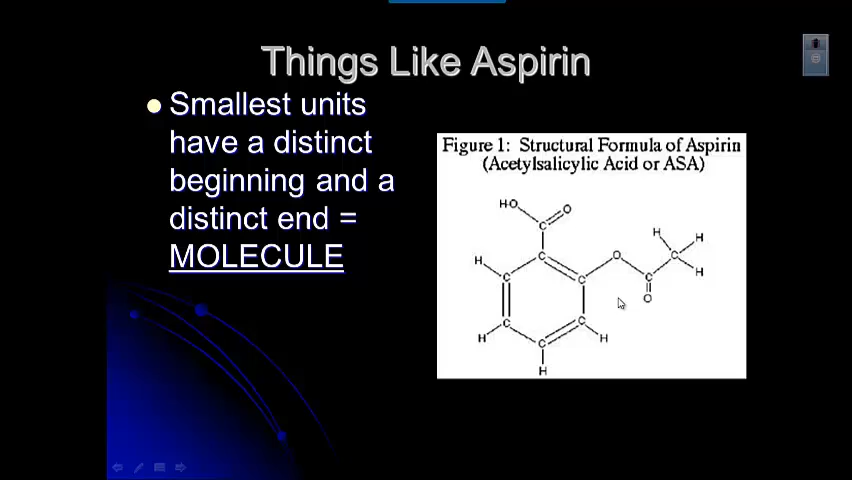 Things Like Aspirin
Smallest units
have a distinct
beginning and a
distinct end =
MOLECULE
Figure 1: Structural Formula of Aspirin
(Acetylsalicylic Acid or ASA)
HO
O
C
H
H
H
C
O
C
H
C
C
C
H
O
C
C
H
C
H
H